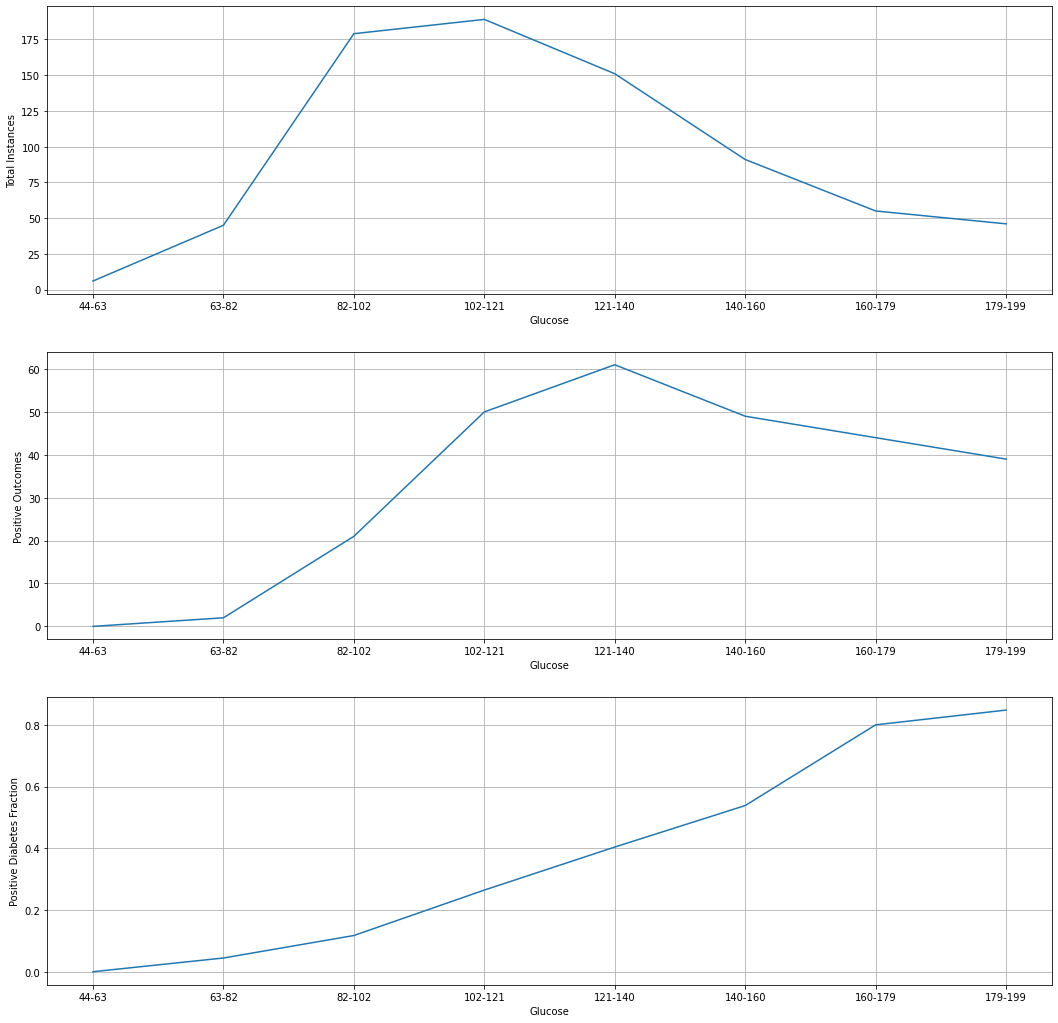 Total Instances
175
150
125
100
75
50
25
0
44-63 63-82 82-102 102-121 121-140 140-160 160-179 179-199
Glucose
Positive Outcomes
60
50
40
30
20
10
0
44-63 63-82 82-102 102-121 121-140 140-160 160-179 179-199
Glucose
Positive Diabetes Fraction
0.8
0.6
0.4
0.2
0.0
44-63 63-82 82-102 102-121 121-140 140-160 160-179 179-199
Glucose